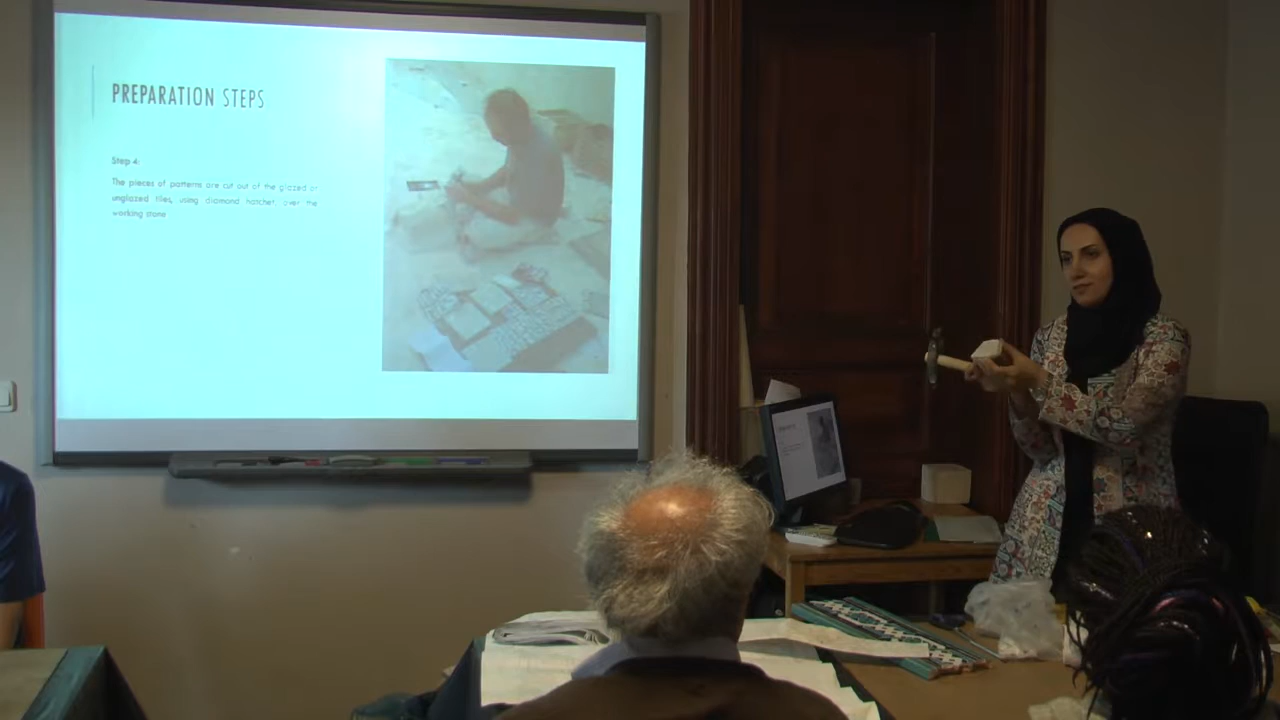 PREPARATION STEPS
Step 4:
The pieces of patterns are cut out of the glazed or
unglazed tiles, using diamond hatchet, over the
working stone